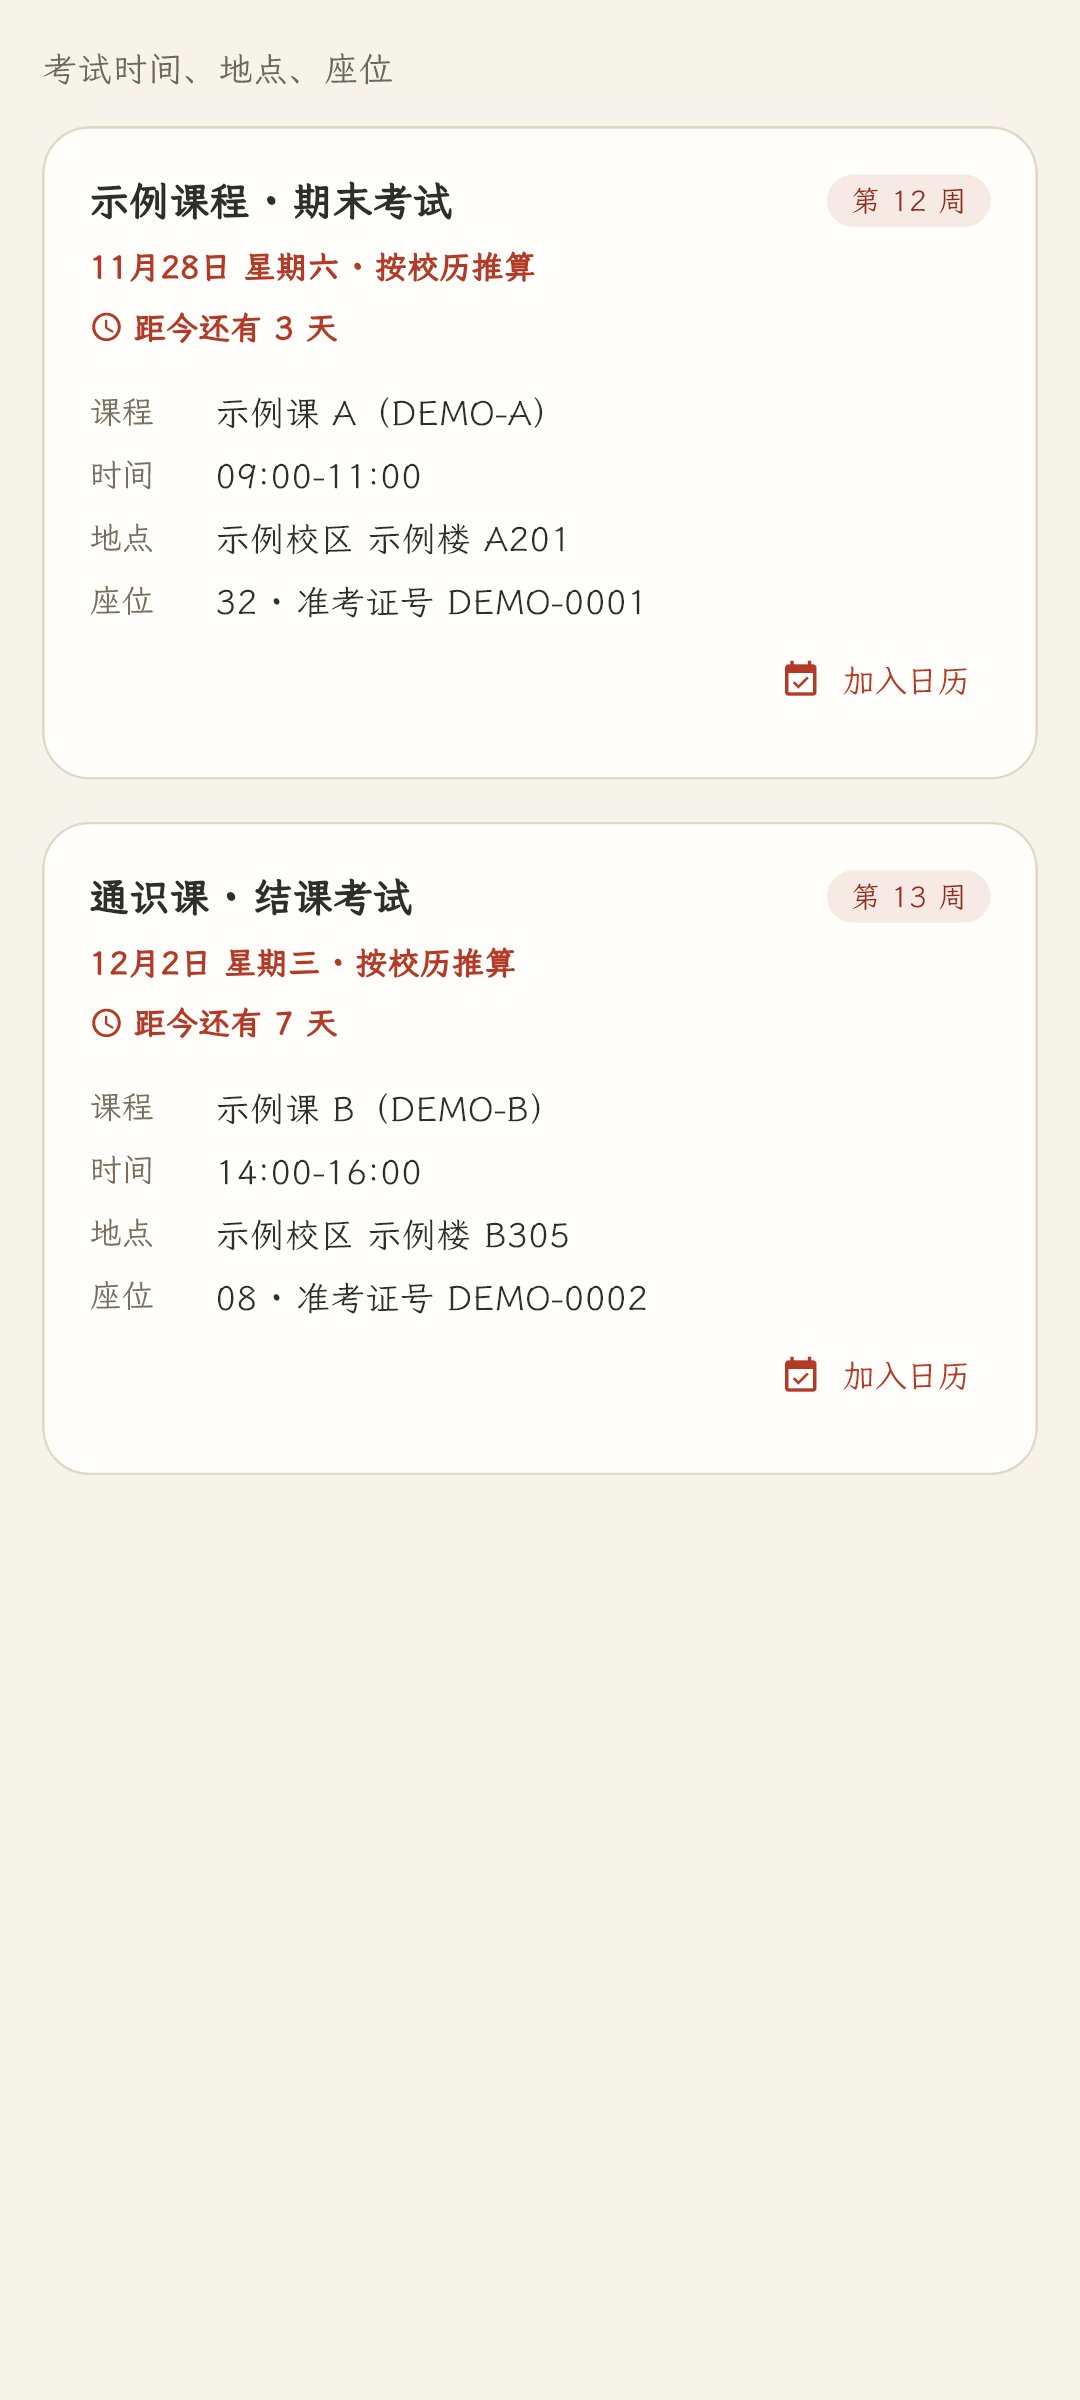 考试时间、地点、座位
示例课程・期末考试
第 12 周
11月28日 星期六・按校历推算
距今还有 3 天
课程 示例课 A（DEMO-A）
时间 09:00-11:00
地点 示例校区 示例楼 A201
座位 32・准考证号 DEMO-0001
加入日历
通识课・结课考试
第 13 周
12月2日 星期三・按校历推算
距今还有 7 天
课程 示例课 B（DEMO-B）
时间 14:00-16:00
地点 示例校区 示例楼 B305
座位 08・准考证号 DEMO-0002
加入日历